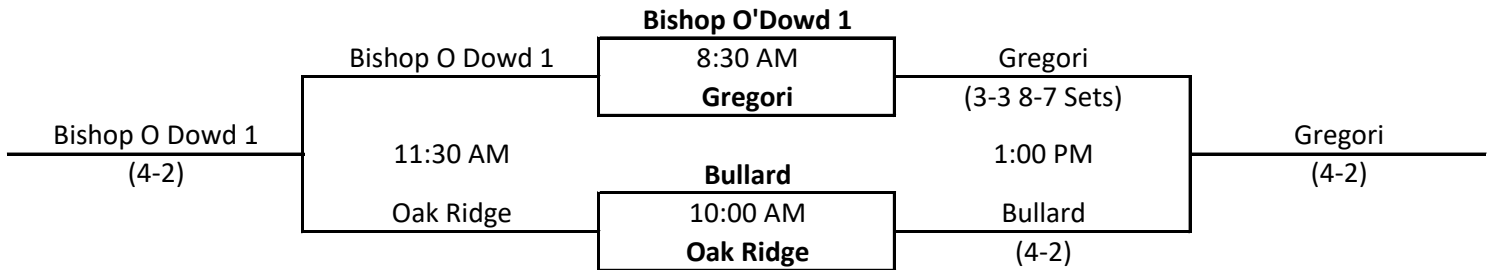 Bishop O'Dowd 1
Bishop O Dowd 1 8:30 AM Gregori
Gregori (3-3 8-7 Sets)
Bishop O Dowd 1 11:30 AM 1:00 PM Gregori
(4-2) Bullard (4-2)
Oak Ridge 10:00 AM Bullard
Oak Ridge (4-2)